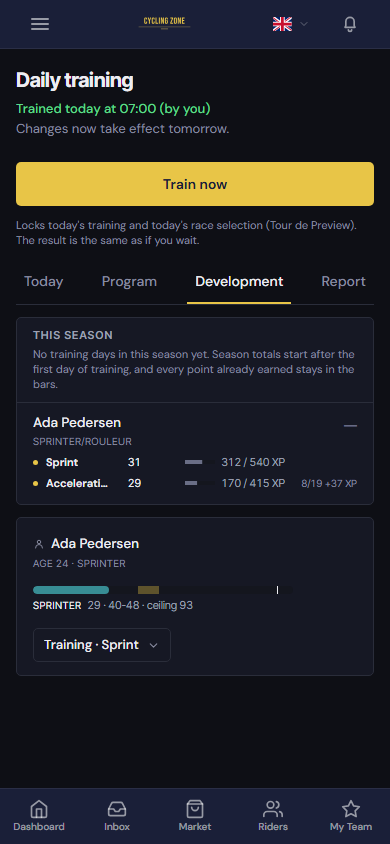 CYCLING ZONE
Daily training
Trained today at 07:00 (by you)
Changes now take effect tomorrow.
Train now
Locks today's training and today's race selection (Tour de Preview).
The result is the same as if you wait.
Today Program Development Report
THIS SEASON
No training days in this season yet. Season totals start after the
first day of training, and every point already earned stays in the
bars.
Ada Pedersen —
SPRINTER/ROULEUR
Sprint 31 312 / 540 XP
Accelerati... 29 170 / 415 XP 8/19 +37 XP
Ada Pedersen
AGE 24 · SPRINTER
SPRINTER 29 · 40-48 · ceiling 93
Training · Sprint
Dashboard Inbox Market Riders My Team